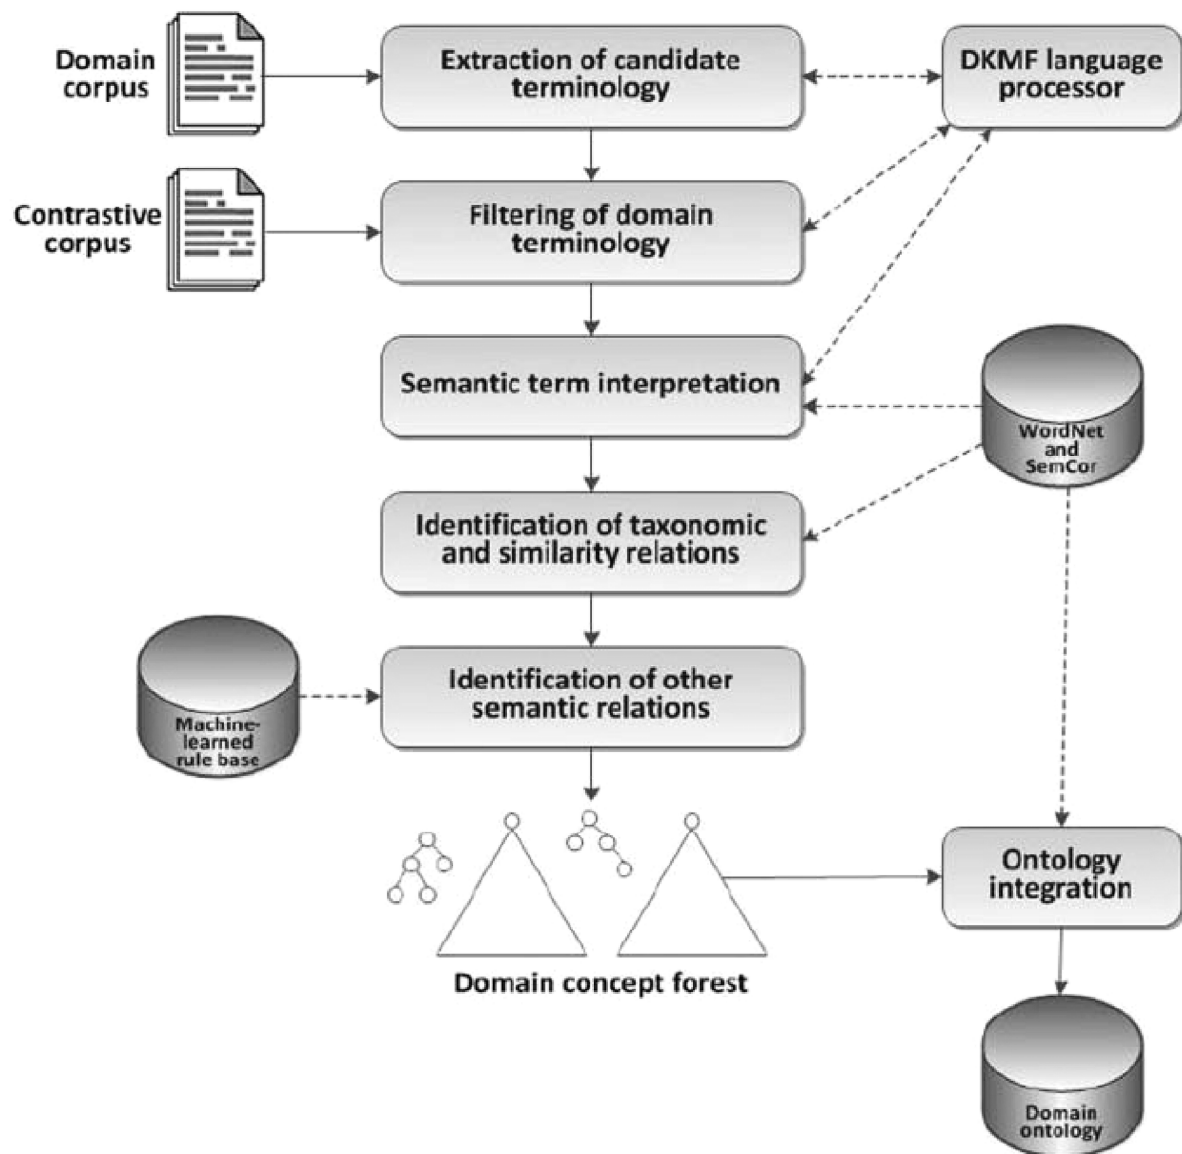 Domain
corpus
Extraction of candidate
terminology
DKMF language
processor
Contrastive
corpus
Filtering of domain
terminology
Semantic term interpretation
WordNet
and
SemCor
Identification of taxonomic
and similarity relations
Machine-
learned
rule base
Identification of other
semantic relations
Ontology
integration
Domain concept forest
Domain
ontology